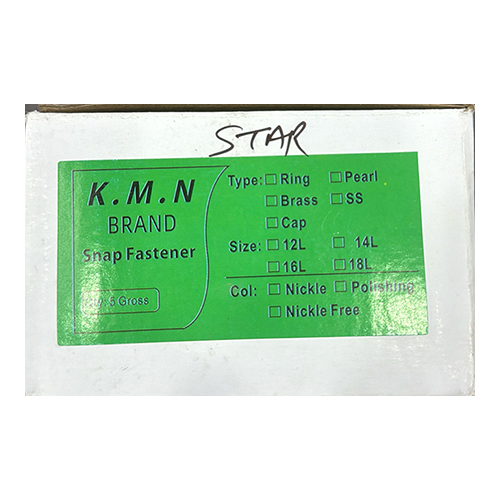 STAR
K.M.N
BRAND
Snap Fastener
5 Gross
Type: Ring Pearl
Brass SS
Cap
Size: 12L 14L
16L 18L
Col: Nickle Polishing
Nickle Free